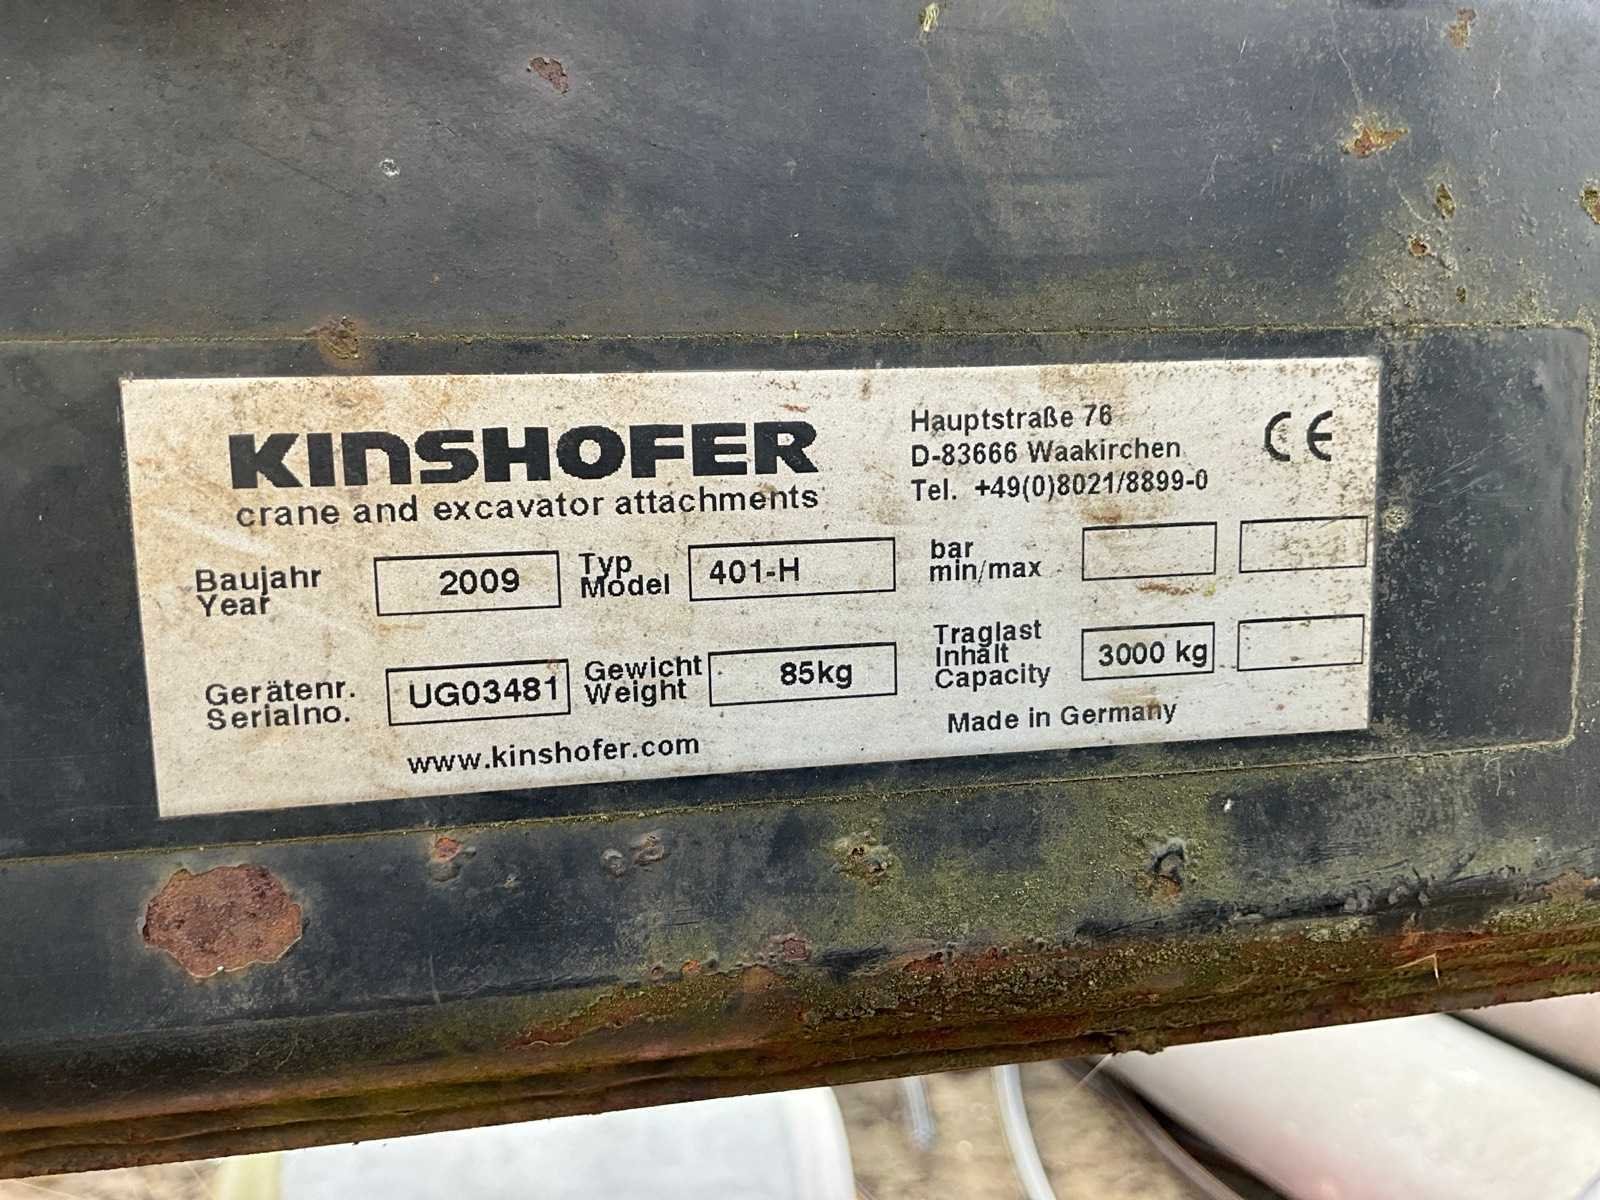 KINSHOFER
crane and excavator attachments
Hauptstraße 76
D-83666 Waakirchen
Tel. +49(0)8021/8899-0
CE
Baujahr
Year
2009
Typ
Model
401-H
bar
min/max
Gerätenr.
Serialno.
UG03481
Gewicht
Weight
85kg
Traglast
Inhalt
Capacity
3000 kg
www.kinshofer.com
Made in Germany